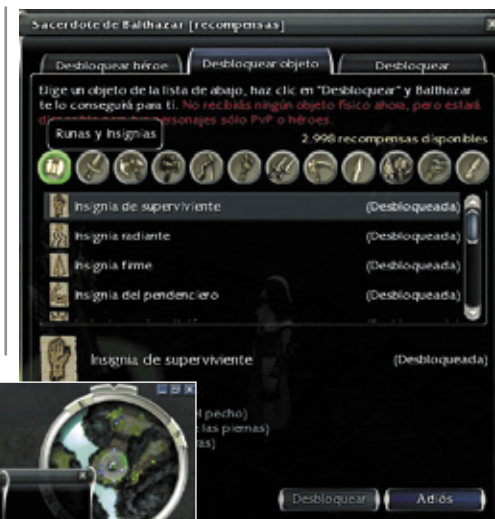 Sacerdote de Balthazar [recompensas]
Desbloquear héroe
Desbloquear objeto
Desbloquear
Elige un objeto de la lista de abajo, haz clic en "Desbloquear" y Balthazar
te lo conseguirá para ti. No recibirás ningún objeto físico ahora, pero estará
personajes sólo PvP o héroes.
Runas y Insignias
2.998 recompensas disponibles
Insignia de superviviente (Desbloqueada)
Insignia radiante (Desbloqueada)
Insignia firme (Desbloqueada)
Insignia del pendenciero (Desbloqueada)
Insignia de superviviente (Desbloqueada)
el pecho)
las piernas)
Desbloquear
Adiós